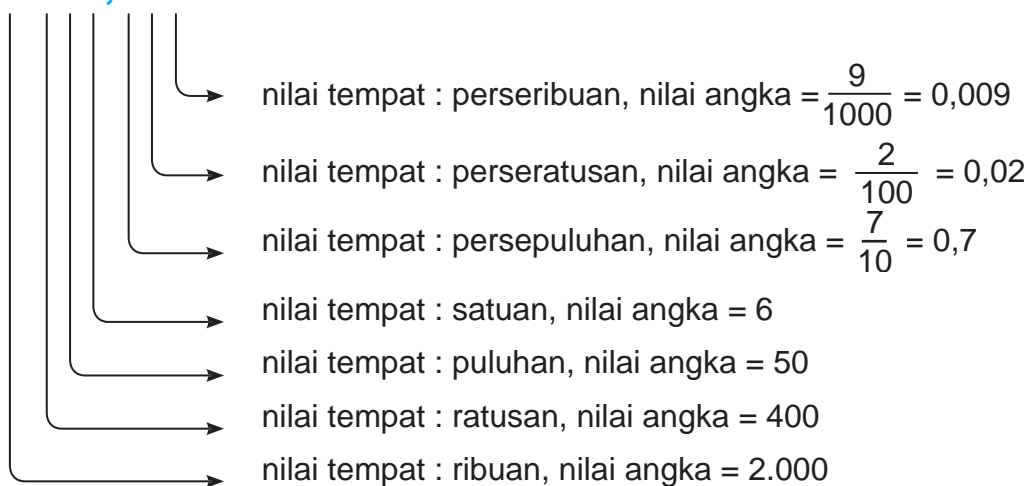 nilai tempat : perseribuan, nilai angka = 9/1000 = 0,009
nilai tempat : perseratusan, nilai angka = 2/100 = 0,02
nilai tempat : persepuluhan, nilai angka = 7/10 = 0,7
nilai tempat : satuan, nilai angka = 6
nilai tempat : puluhan, nilai angka = 50
nilai tempat : ratusan, nilai angka = 400
nilai tempat : ribuan, nilai angka = 2.000